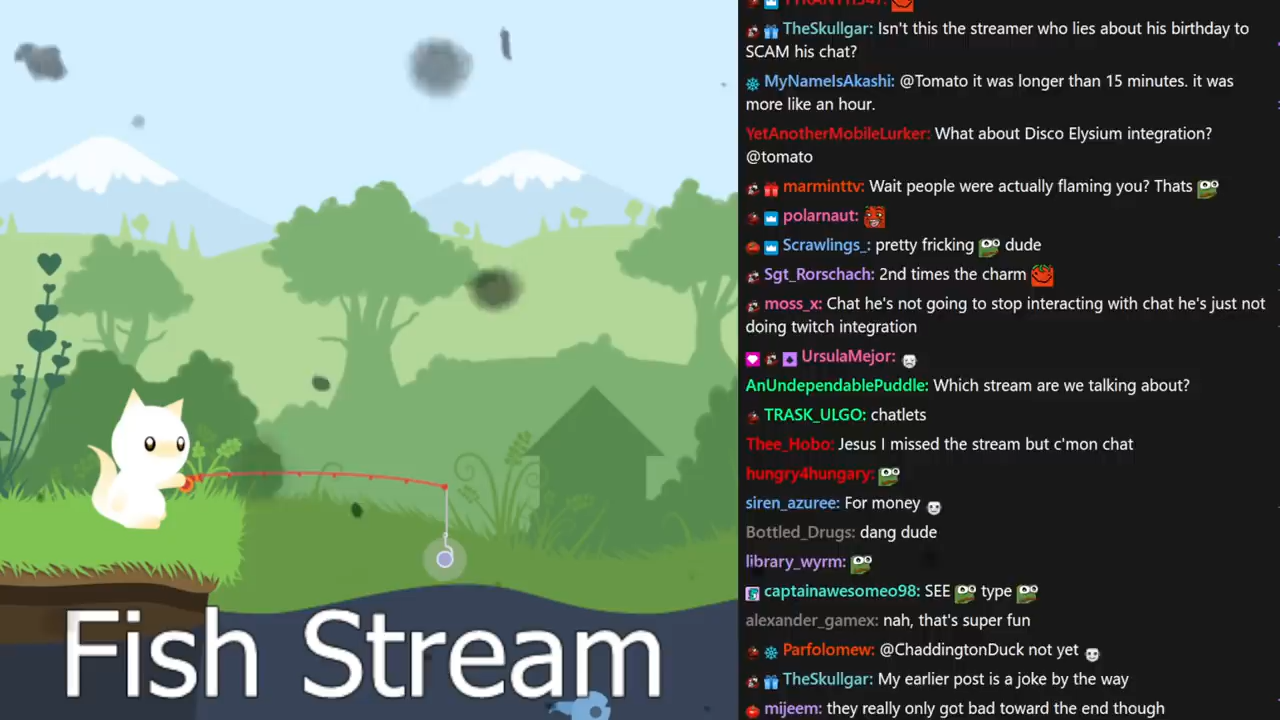 TheSkullgar: Isn't this the streamer who lies about his birthday to
SCAM his chat?
MyNameIsAkashi: @Tomato it was longer than 15 minutes. it was
more like an hour.
YetAnotherMobileLurker: What about Disco Elysium integration?
@tomato
marminttv: Wait people were actually flaming you? Thats
polarnaut:
Scrawlings_: pretty fricking dude
Sgt_Rorschach: 2nd times the charm
moss_x: Chat he's not going to stop interacting with chat he's just not
doing twitch integration
UrsulaMejor:
AnUndependablePuddle: Which stream are we talking about?
TRASK_ULGO: chatlets
Thee_Hobo: Jesus I missed the stream but c'mon chat
hungry4hungary:
siren_azuree: For money
Bottled_Drugs: dang dude
library_wyrm:
captainawesomeo98: SEE type
alexander_gamex: nah, that's super fun
Parfolomew: @ChaddingtonDuck not yet
TheSkullgar: My earlier post is a joke by the way
mijeem: they really only got bad toward the end though
Fish Stream